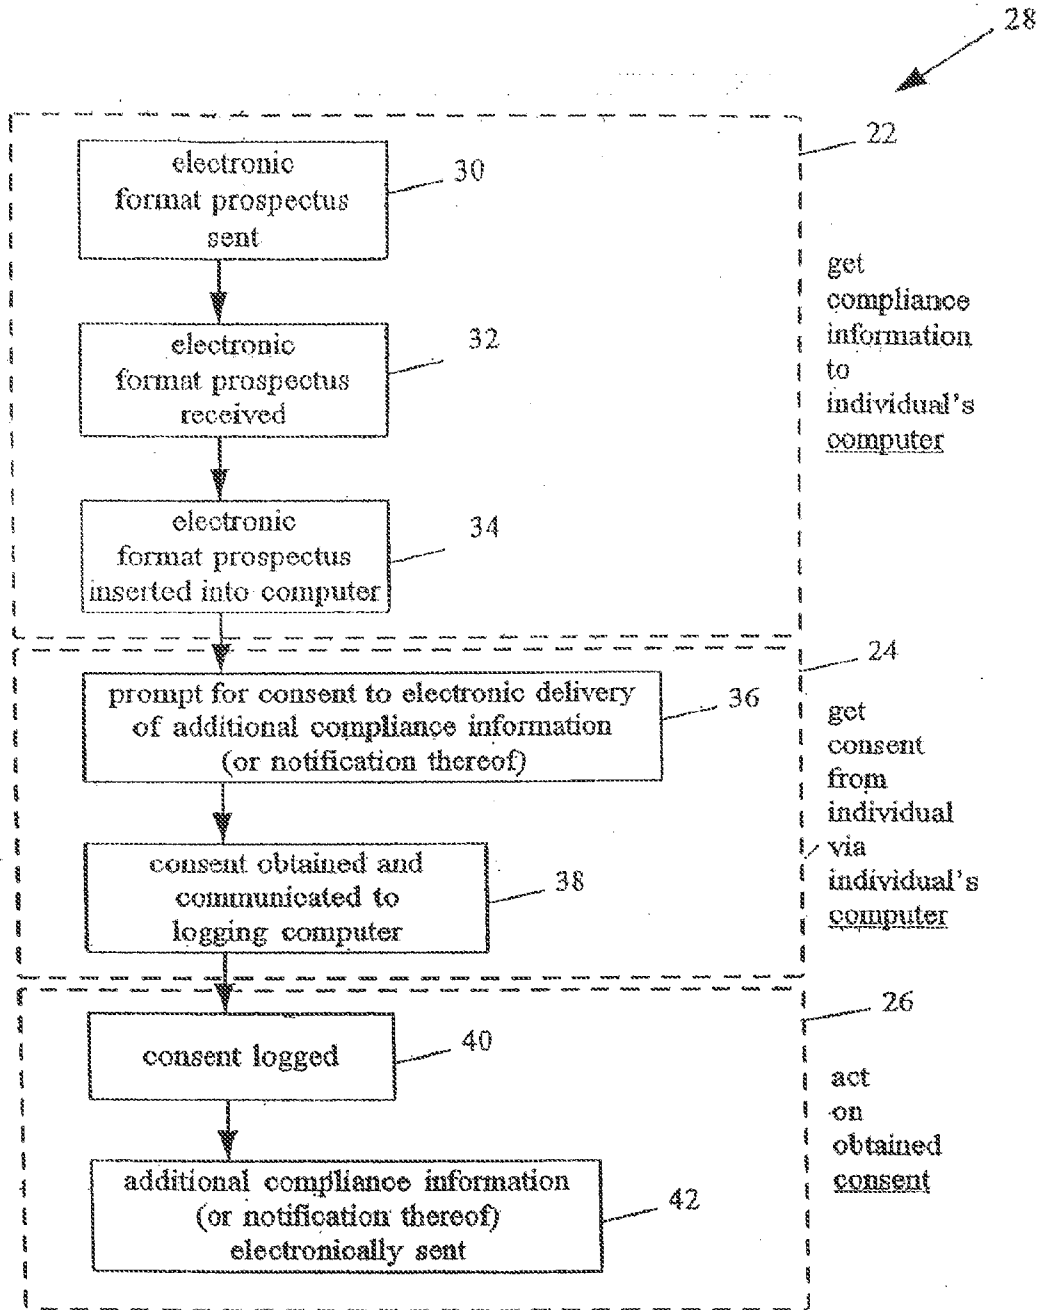 28
22
electronic
format prospectus
sent
30
get
compliance
information
to
individual's
computer
electronic
format prospectus
received
32
electronic
format prospectus
inserted into computer
34
24
prompt for consent to electronic delivery
of additional compliance information
(or notification thereof)
36
get
consent
from
individual
via
individual's
computer
consent obtained and
communicated to
logging computer
38
26
consent logged
40
act
on
obtained
consent
additional compliance information
(or notification thereof)
electronically sent
42